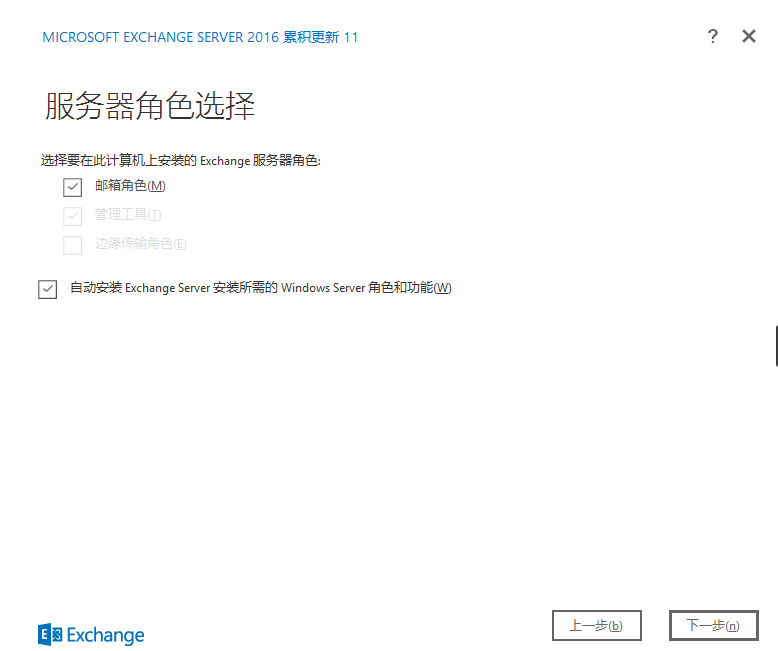 MICROSOFT EXCHANGE SERVER 2016 累积更新 11
?
服务器角色选择
选择要在此计算机上安装的 Exchange 服务器角色:
邮箱角色(M)
管理工具(T)
边缘传输角色(E)
自动安装 Exchange Server 安装所需的 Windows Server 角色和功能(W)
E Exchange
上一步(b) 下一步(n)